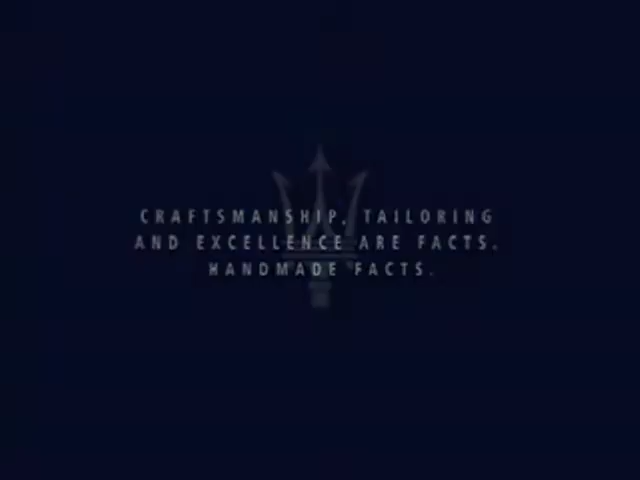 CRAFTSMANSHIP, TAILORING
AND EXCELLENCE ARE FACTS.
HANDMADE FACTS.